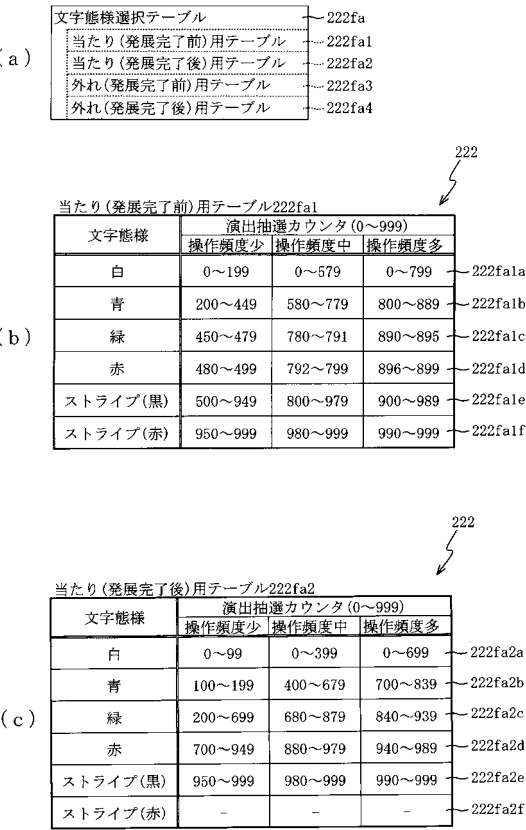 (a)
文字態様選択テーブル 222fa
当たり(発展完了前)用テーブル 222fa1
当たり(発展完了後)用テーブル 222fa2
外れ(発展完了前)用テーブル 222fa3
外れ(発展完了後)用テーブル 222fa4
222
(b)
当たり(発展完了前)用テーブル222fa1
文字態様 演出抽選カウンタ(0～999)
操作頻度少 操作頻度中 操作頻度多
白 0～199 0～579 0～799 222fa1a
青 200～449 580～779 800～889 222fa1b
緑 450～479 780～791 890～895 222fa1c
赤 480～499 792～799 896～899 222fa1d
ストライプ(黒) 500～949 800～979 900～989 222fa1e
ストライプ(赤) 950～999 980～999 990～999 222fa1f
222
(c)
当たり(発展完了後)用テーブル222fa2
文字態様 演出抽選カウンタ(0～999)
操作頻度少 操作頻度中 操作頻度多
白 0～99 0～399 0～699 222fa2a
青 100～199 400～679 700～839 222fa2b
緑 200～699 680～879 840～939 222fa2c
赤 700～949 880～979 940～989 222fa2d
ストライプ(黒) 950～999 980～999 990～999 222fa2e
ストライプ(赤) － － － 222fa2f